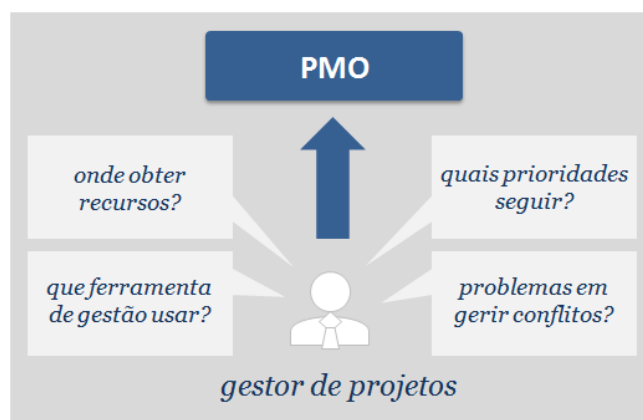 PMO
onde obter
recursos?
quais prioridades
seguir?
que ferramenta
de gestão usar?
problemas em
gerir conflitos?
gestor de projetos